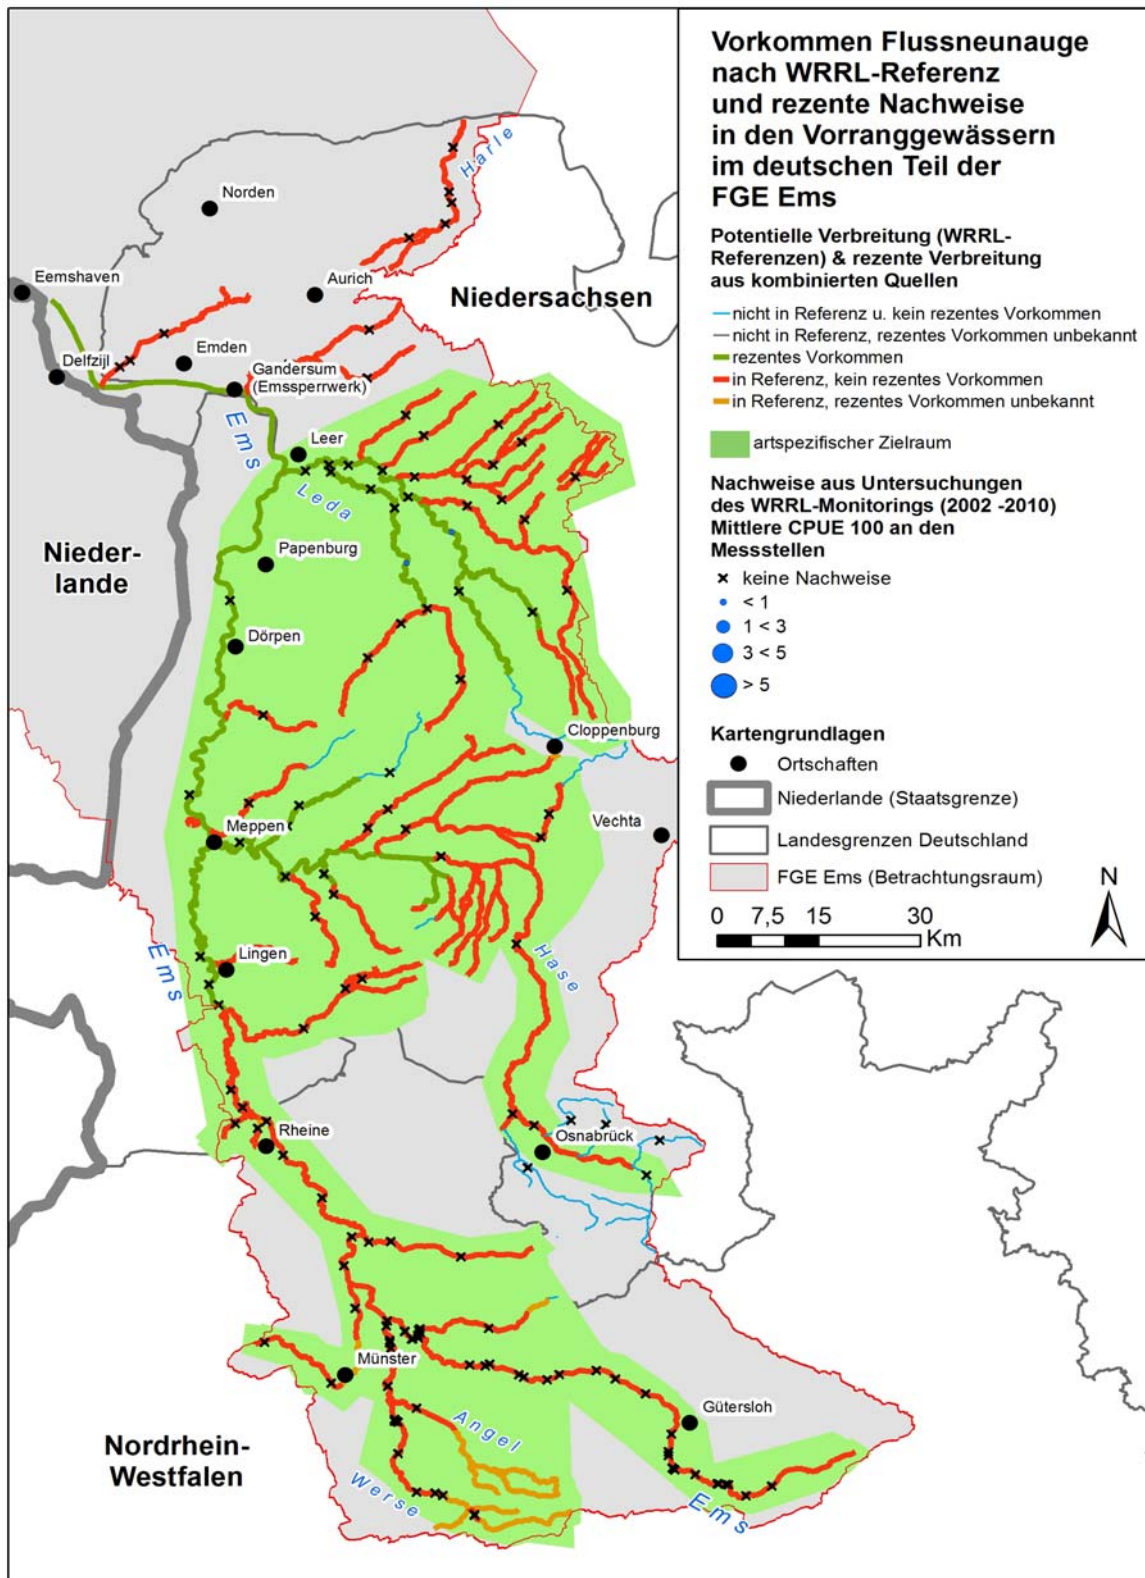 Vorkommen Flussneunauge
nach WRRL-Referenz
und rezente Nachweise
in den Vorranggewässern
im deutschen Teil der
FGE Ems
Potentielle Verbreitung (WRRL-
Referenzen) & rezente Verbreitung
aus kombinierten Quellen
nicht in Referenz u. kein rezentes Vorkommen
nicht in Referenz, rezentes Vorkommen unbekannt
rezentes Vorkommen
in Referenz, kein rezentes Vorkommen
in Referenz, rezentes Vorkommen unbekannt
artspezifischer Zielraum
Nachweise aus Untersuchungen
des WRRL-Monitorings (2002 -2010)
Mittlere CPUE 100 an den
Messstellen
keine Nachweise
< 1
1 < 3
3 < 5
> 5
Kartengrundlagen
Ortschaften
Niederlande (Staatsgrenze)
Landesgrenzen Deutschland
FGE Ems (Betrachtungsraum)
N
0 7,5 15 30
Km
Harle
Norden
Eemshaven
Aurich
Niedersachsen
Emden
Delfzijl
Gandersum
(Emssperrwerk)
Ems
Leer
Leda
Nieder-
lande
Papenburg
Dörpen
Cloppenburg
Meppen
Vechta
Ems
Lingen
Hase
Rheine
Osnabrück
Münster
Gütersloh
Angel
Nordrhein-
Westfalen
Werse
Ems